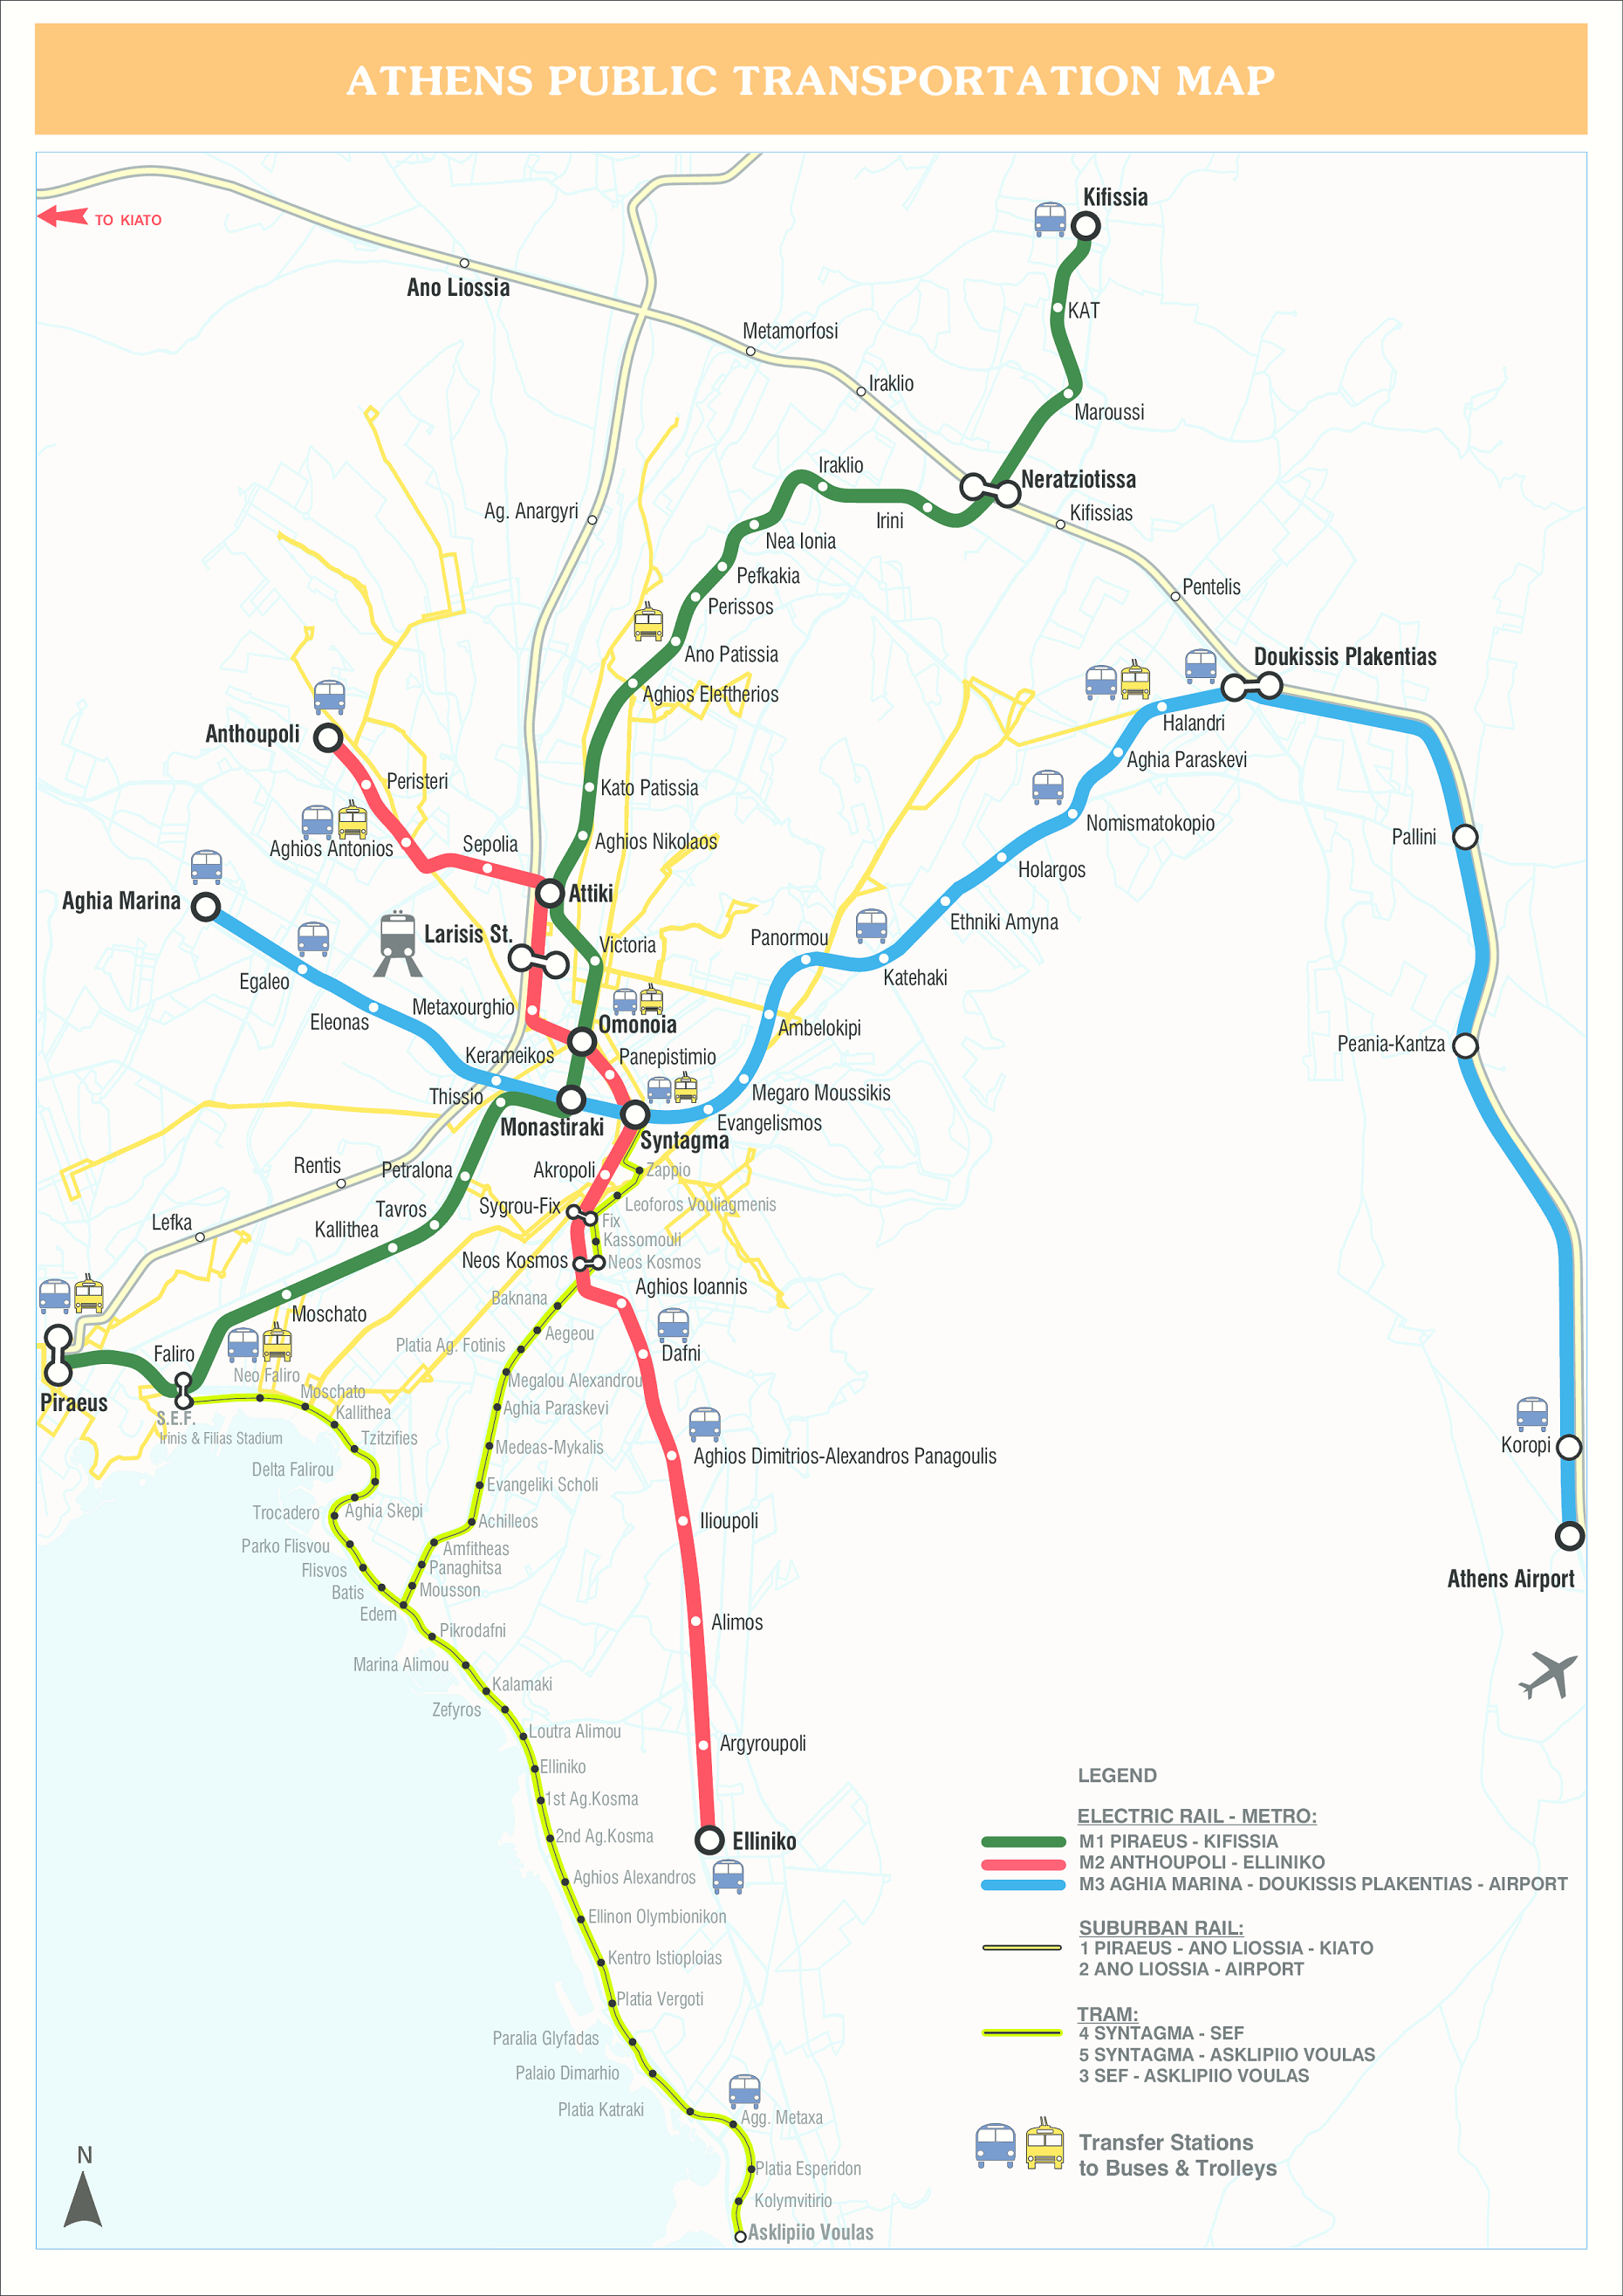 ATHENS PUBLIC TRANSPORTATION MAP
TO KIATO
Kifissia
KAT
Ano Liossia
Metamorfosi
Iraklio
Maroussi
Iraklio
Neratziotissa
Ag. Anargyri
Irini
Kifissias
Nea Ionia
Pefkakia
Pentelis
Perissos
Ano Patissia
Doukissis Plakentias
Aghios Eleftherios
Halandri
Anthoupoli
Aghia Paraskevi
Peristeri
Kato Patissia
Nomismatokopio
Pallini
Aghios Antonios
Sepolia
Aghios Nikolaos
Holargos
Aghia Marina
Attiki
Ethniki Amyna
Larisis St.
Victoria
Panormou
Egaleo
Katehaki
Eleonas
Metaxourghio
Omonoia
Ambelokipi
Kerameikos
Panepistimio
Peania-Kantza
Thissio
Megaro Moussikis
Monastiraki
Evangelismos
Syntagma
Rentis
Petralona
Akropoli
Zappio
Tavros
Sygrou-Fix
Leoforos Vouliagmenis
Lefka
Kallithea
Fix
Kassomouli
Neos Kosmos
Neos Kosmos
Aghios Ioannis
Baknana
Moschato
Aegeou
Platia Ag. Fotinis
Faliro
Dafni
Neo Faliro
Megalou Alexandrou
Piraeus
Moschato
S.E.F.
Kallithea
Aghia Paraskevi
Irinis & Filias Stadium
Tzitzifies
Medeas-Mykalis
Koropi
Aghios Dimitrios-Alexandros Panagoulis
Delta Falirou
Evangeliki Scholi
Trocadero
Aghia Skepi
Achilleos
Ilioupoli
Parko Flisvou
Amfitheas
Flisvos
Panaghitsa
Athens Airport
Batis
Mousson
Edem
Pikrodafni
Alimos
Marina Alimou
Kalamaki
Zefyros
Loutra Alimou
Argyroupoli
Elliniko
1st Ag.Kosma
2nd Ag.Kosma
Elliniko
Aghios Alexandros
Ellinon Olymbionikon
Kentro Istioploias
Platia Vergoti
Paralia Glyfadas
Palaio Dimarhio
Platia Katraki
Agg. Metaxa
Platia Esperidon
Kolymvitirio
Asklipiio Voulas
N
LEGEND
ELECTRIC RAIL - METRO:
M1 PIRAEUS - KIFISSIA
M2 ANTHOUPOLI - ELLINIKO
M3 AGHIA MARINA - DOUKISSIS PLAKENTIAS - AIRPORT
SUBURBAN RAIL:
1 PIRAEUS - ANO LIOSSIA - KIATO
2 ANO LIOSSIA - AIRPORT
TRAM:
4 SYNTAGMA - SEF
5 SYNTAGMA - ASKLIPIIO VOULAS
3 SEF - ASKLIPIIO VOULAS
Transfer Stations
to Buses & Trolleys